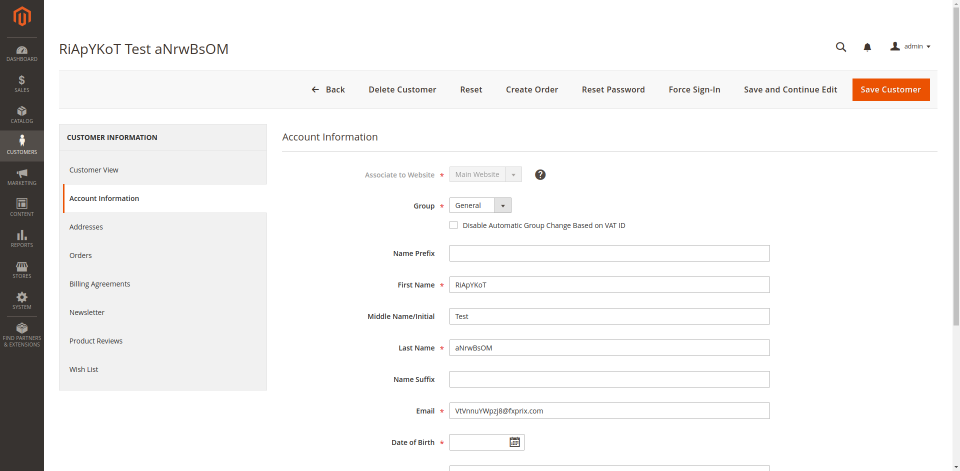 RiApYKoT Test aNrwBsOM
admin
Back
Delete Customer
Reset
Create Order
Reset Password
Force Sign-In
Save and Continue Edit
Save Customer
DASHBOARD
SALES
CATALOG
CUSTOMERS
MARKETING
CONTENT
REPORTS
STORES
SYSTEM
FIND PARTNERS
& EXTENSIONS
CUSTOMER INFORMATION
Customer View
Account Information
Addresses
Orders
Billing Agreements
Newsletter
Product Reviews
Wish List
Account Information
Associate to Website * Main Website ?
Group * General
Disable Automatic Group Change Based on VAT ID
Name Prefix
First Name * RiApYKoT
Middle Name/Initial Test
Last Name * aNrwBsOM
Name Suffix
Email * VtVnnuYWpzj8@fxprix.com
Date of Birth *